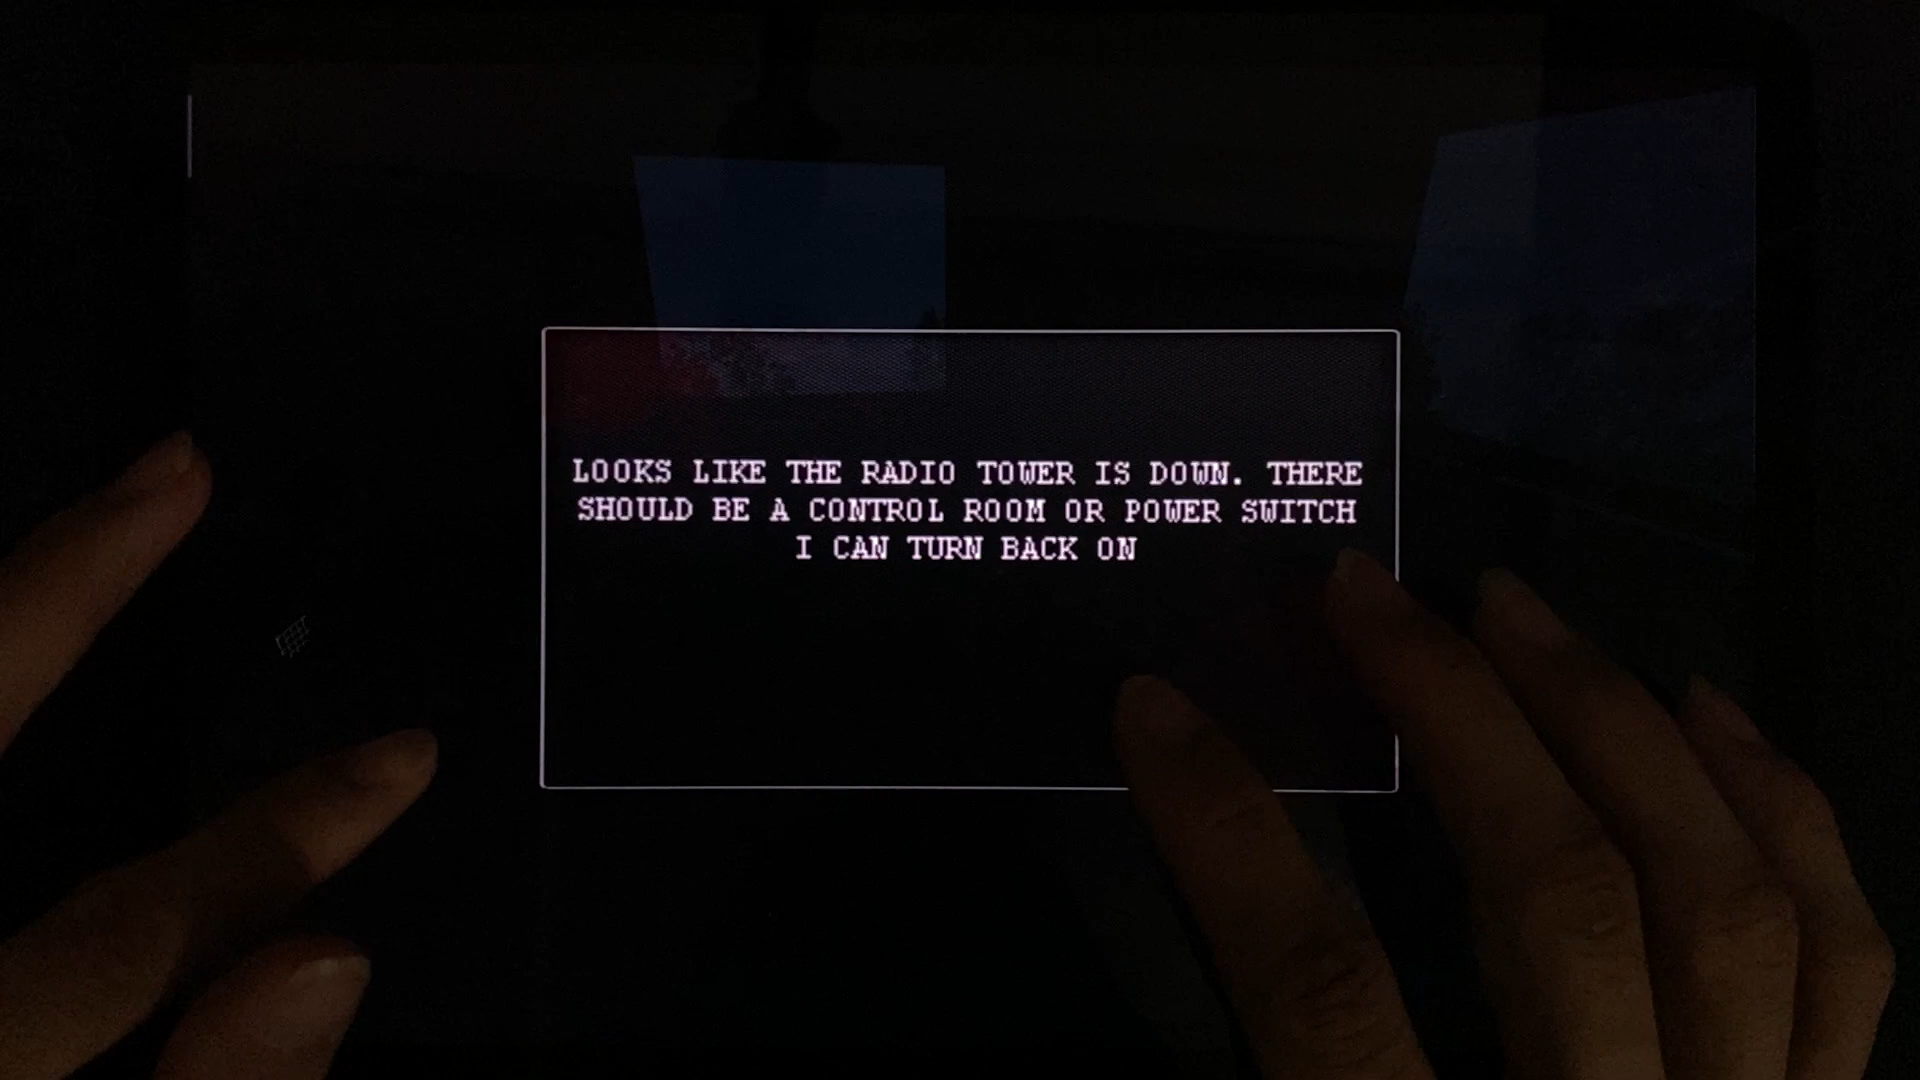 LOOKS LIKE THE RADIO TOWER IS DOWN. THERE
SHOULD BE A CONTROL ROOM OR POWER SWITCH
I CAN TURN BACK ON